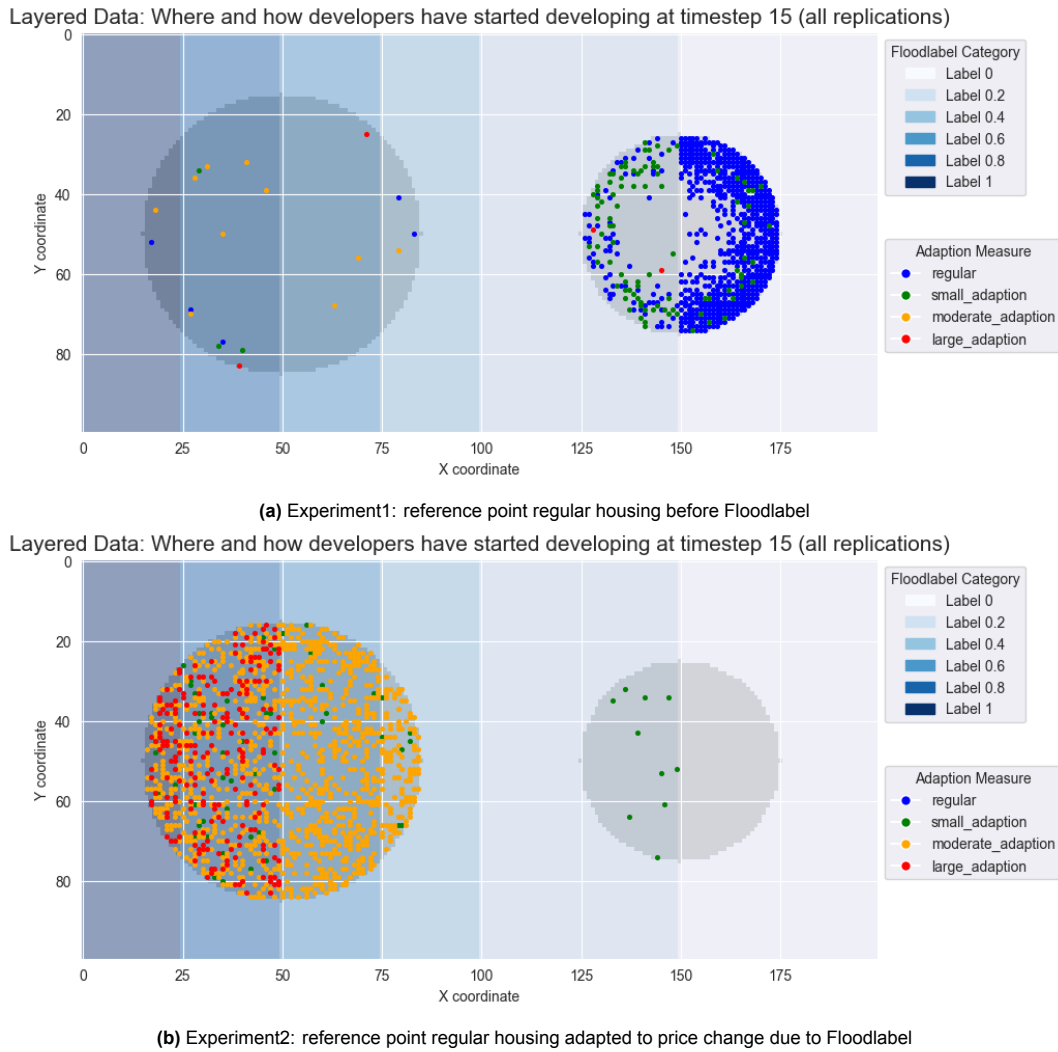 Layered Data: Where and how developers have started developing at timestep 15 (all replications)
0
20
40
60
80
Y coordinate
0
25
50
75
100
125
150
175
X coordinate
Floodlabel Category
Label 0
Label 0.2
Label 0.4
Label 0.6
Label 0.8
Label 1
Adaption Measure
regular
small_adaption
moderate_adaption
large_adaption
(a) Experiment1: reference point regular housing before Floodlabel
Layered Data: Where and how developers have started developing at timestep 15 (all replications)
0
20
40
60
80
Y coordinate
0
25
50
75
100
125
150
175
X coordinate
Floodlabel Category
Label 0
Label 0.2
Label 0.4
Label 0.6
Label 0.8
Label 1
Adaption Measure
regular
small_adaption
moderate_adaption
large_adaption
(b) Experiment2: reference point regular housing adapted to price change due to Floodlabel